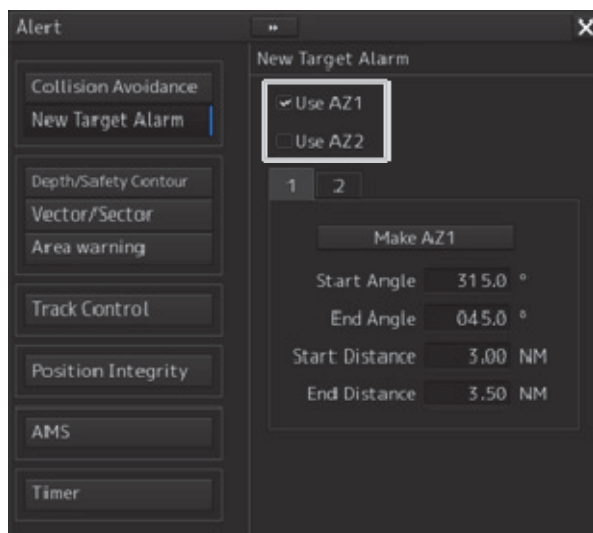 Alert
Collision Avoidance
New Target Alarm
Depth/Safety Contour
Vector/Sector
Area warning
Track Control
Position Integrity
AMS
Timer
New Target Alarm
Use AZ1
Use AZ2
1 2
Make AZ1
Start Angle 315.0 °
End Angle 045.0 °
Start Distance 3.00 NM
End Distance 3.50 NM